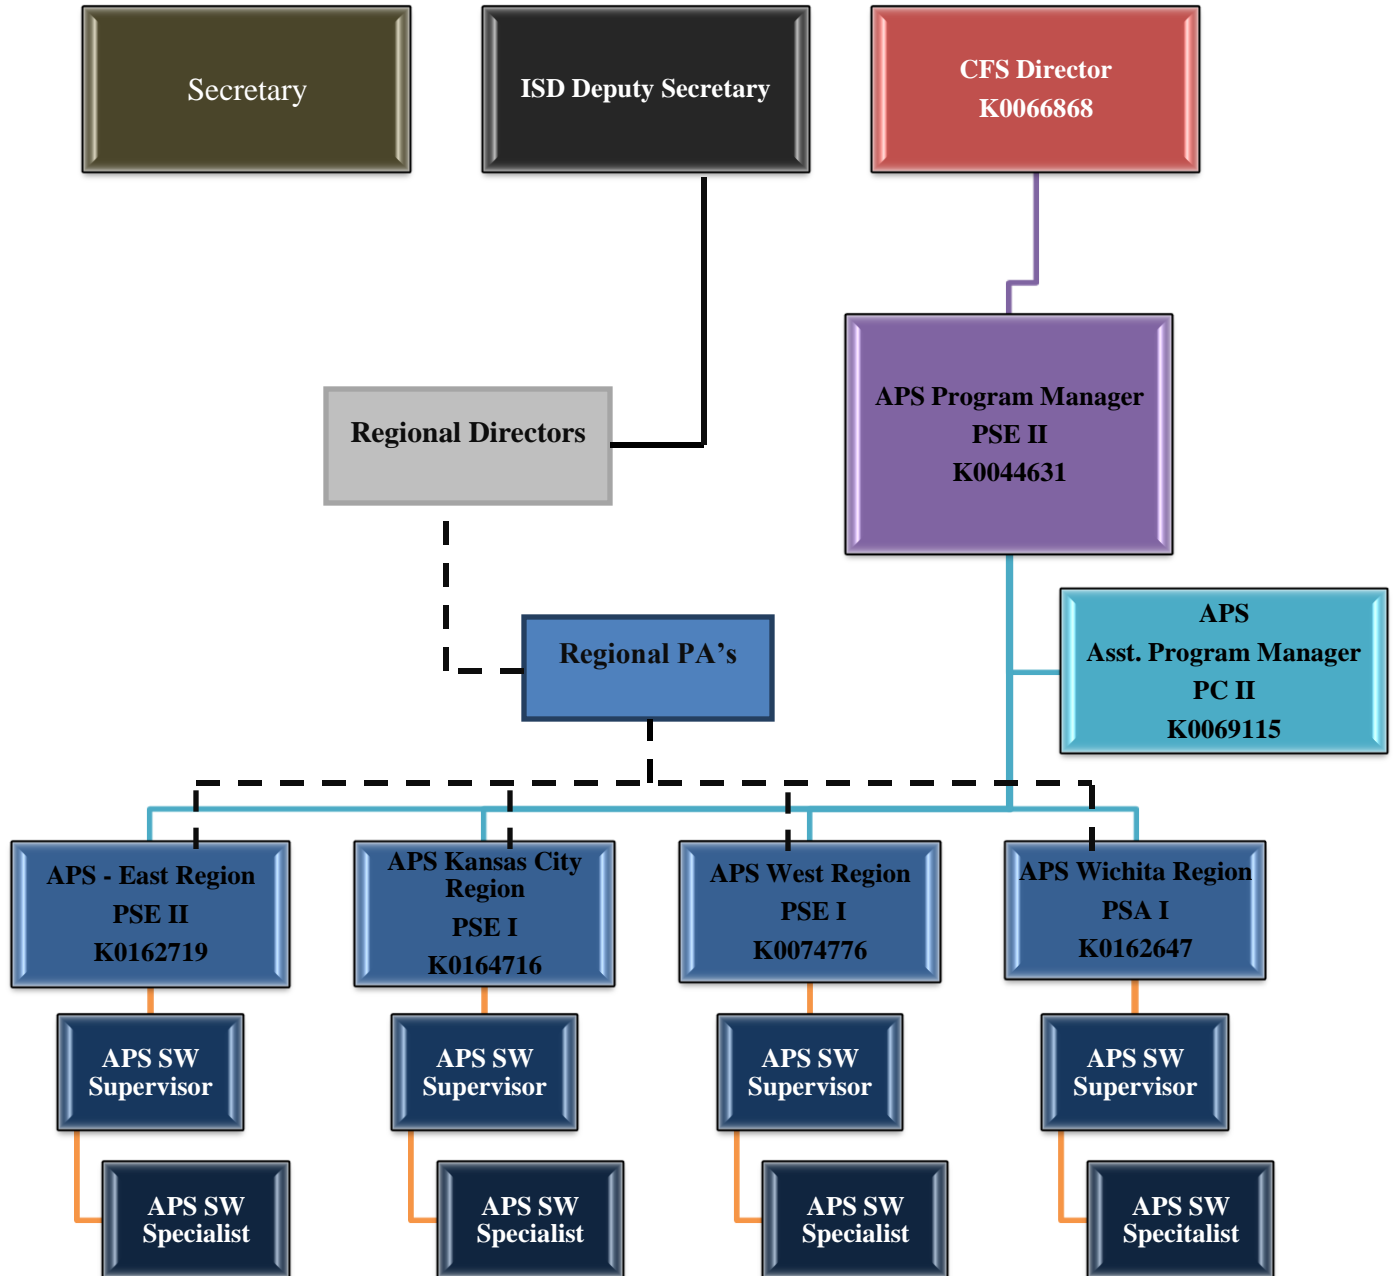 Secretary
ISD Deputy Secretary
CFS Director
K0066868
APS Program Manager
PSE II
K0044631
Regional Directors
APS
Asst. Program Manager
PC II
K0069115
Regional PA’s
APS - East Region
PSE II
K0162719
APS Kansas City
Region
PSE I
K0164716
APS West Region
PSE I
K0074776
APS Wichita Region
PSA I
K0162647
APS SW
Supervisor
APS SW
Supervisor
APS SW
Supervisor
APS SW
Supervisor
APS SW
Specialist
APS SW
Specialist
APS SW
Specialist
APS SW
Specitalist